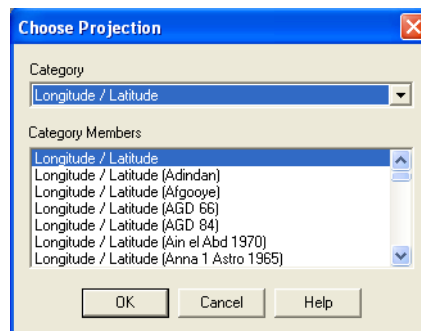 Choose Projection
Category
Longitude / Latitude
Category Members
Longitude / Latitude
Longitude / Latitude (Adindan)
Longitude / Latitude (Afgooye)
Longitude / Latitude (AGD 66)
Longitude / Latitude (AGD 84)
Longitude / Latitude (Ain el Abd 1970)
Longitude / Latitude (Anna 1 Astro 1965)
OK Cancel Help